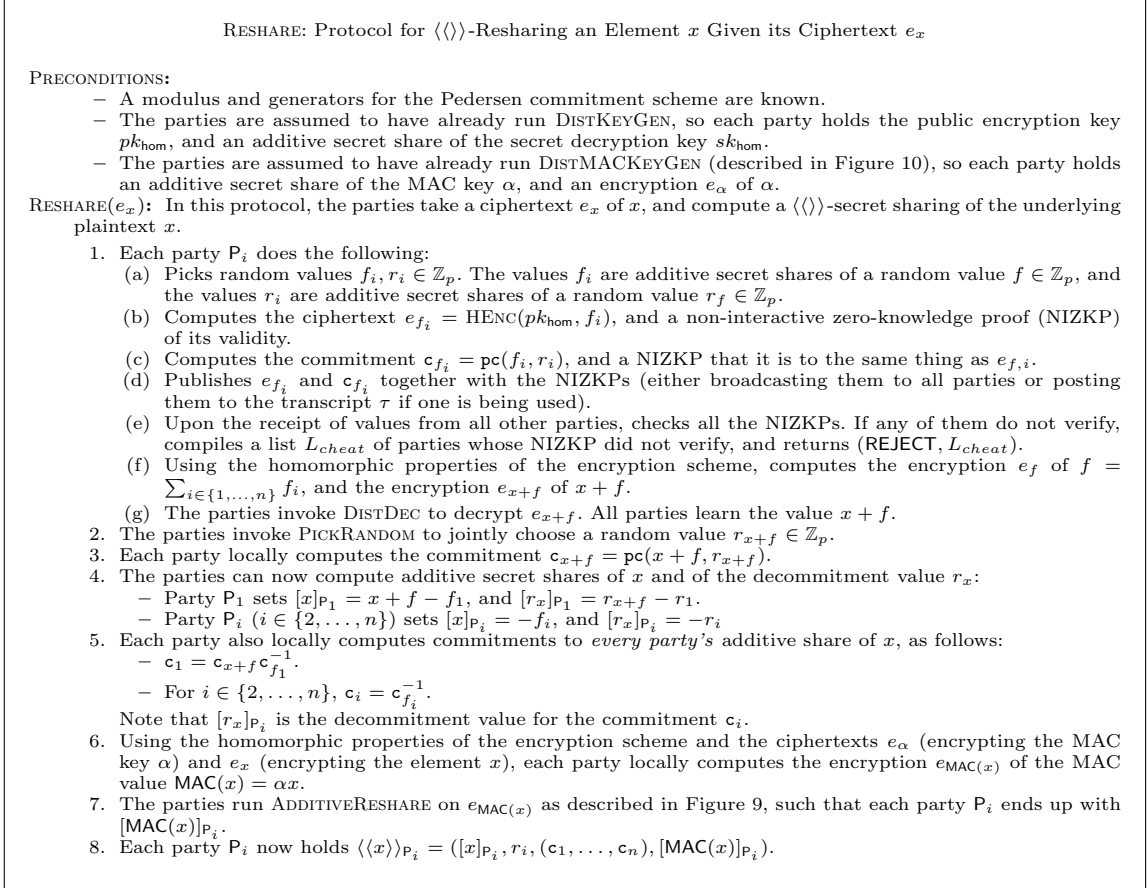 RESHARE: Protocol for ⟨⟨⟩⟩-Resharing an Element x Given its Ciphertext e_x
PRECONDITIONS:
– A modulus and generators for the Pedersen commitment scheme are known.
– The parties are assumed to have already run DISTKEYGEN, so each party holds the public encryption key
pk_hom, and an additive secret share of the secret decryption key sk_hom.
– The parties are assumed to have already run DISTMACKEYGEN (described in Figure 10), so each party holds
an additive secret share of the MAC key α, and an encryption e_α of α.
RESHARE(e_x): In this protocol, the parties take a ciphertext e_x of x, and compute a ⟨⟨⟩⟩-secret sharing of the underlying
plaintext x.
1. Each party P_i does the following:
(a) Picks random values f_i, r_i ∈ ℤ_p. The values f_i are additive secret shares of a random value f ∈ ℤ_p, and
the values r_i are additive secret shares of a random value r_f ∈ ℤ_p.
(b) Computes the ciphertext e_{f_i} = HENC(pk_hom, f_i), and a non-interactive zero-knowledge proof (NIZKP)
of its validity.
(c) Computes the commitment c_{f_i} = pc(f_i, r_i), and a NIZKP that it is to the same thing as e_{f,i}.
(d) Publishes e_{f_i} and c_{f_i} together with the NIZKPs (either broadcasting them to all parties or posting
them to the transcript τ if one is being used).
(e) Upon the receipt of values from all other parties, checks all the NIZKPs. If any of them do not verify,
compiles a list L_cheat of parties whose NIZKP did not verify, and returns (REJECT, L_cheat).
(f) Using the homomorphic properties of the encryption scheme, computes the encryption e_f of f =
∑_{i∈{1,...,n}} f_i, and the encryption e_{x+f} of x + f.
(g) The parties invoke DISTDEC to decrypt e_{x+f}. All parties learn the value x + f.
2. The parties invoke PICKRANDOM to jointly choose a random value r_{x+f} ∈ ℤ_p.
3. Each party locally computes the commitment c_{x+f} = pc(x + f, r_{x+f}).
4. The parties can now compute additive secret shares of x and of the decommitment value r_x:
– Party P_1 sets [x]_{P_1} = x + f − f_1, and [r_x]_{P_1} = r_{x+f} − r_1.
– Party P_i (i ∈ {2, . . . , n}) sets [x]_{P_i} = −f_i, and [r_x]_{P_i} = −r_i
5. Each party also locally computes commitments to every party's additive share of x, as follows:
– c_1 = c_{x+f} c_{f_1}^{−1}.
– For i ∈ {2, . . . , n}, c_i = c_{f_i}^{−1}.
Note that [r_x]_{P_i} is the decommitment value for the commitment c_i.
6. Using the homomorphic properties of the encryption scheme and the ciphertexts e_α (encrypting the MAC
key α) and e_x (encrypting the element x), each party locally computes the encryption e_{MAC(x)} of the MAC
value MAC(x) = αx.
7. The parties run ADDITIVERESHARE on e_{MAC(x)} as described in Figure 9, such that each party P_i ends up with
[MAC(x)]_{P_i}.
8. Each party P_i now holds ⟨⟨x⟩⟩_{P_i} = ([x]_{P_i}, r_i, (c_1, . . . , c_n), [MAC(x)]_{P_i}).